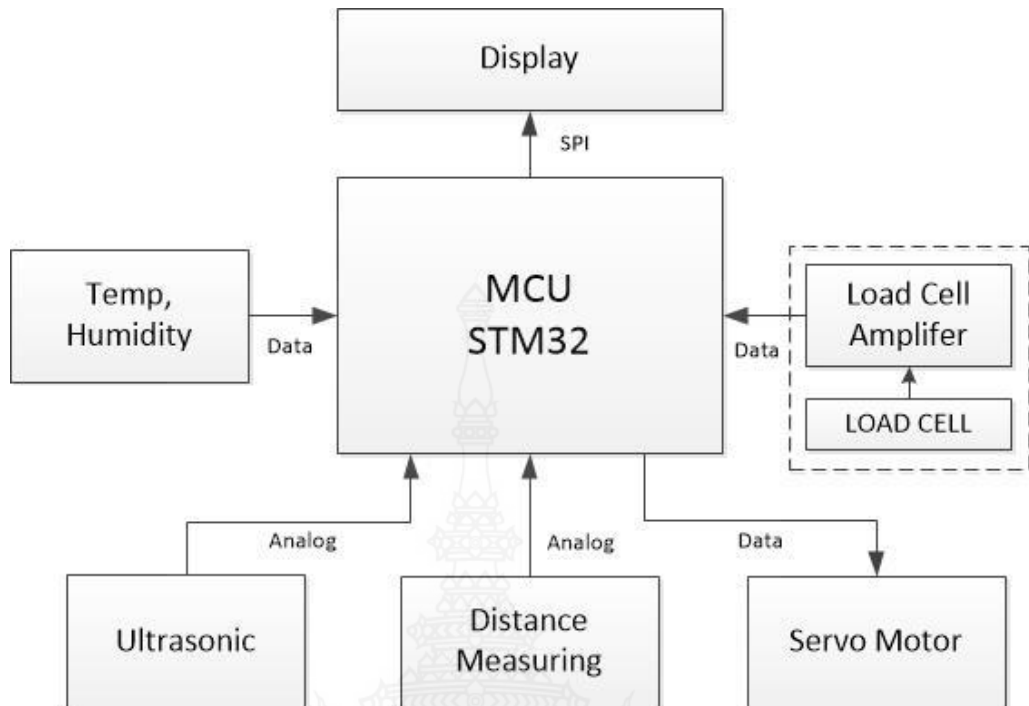 Display
SPI
MCU
STM32
Temp,
Humidity
Data
Load Cell
Amplifer
Data
LOAD CELL
Analog
Analog
Data
Ultrasonic
Distance
Measuring
Servo Motor